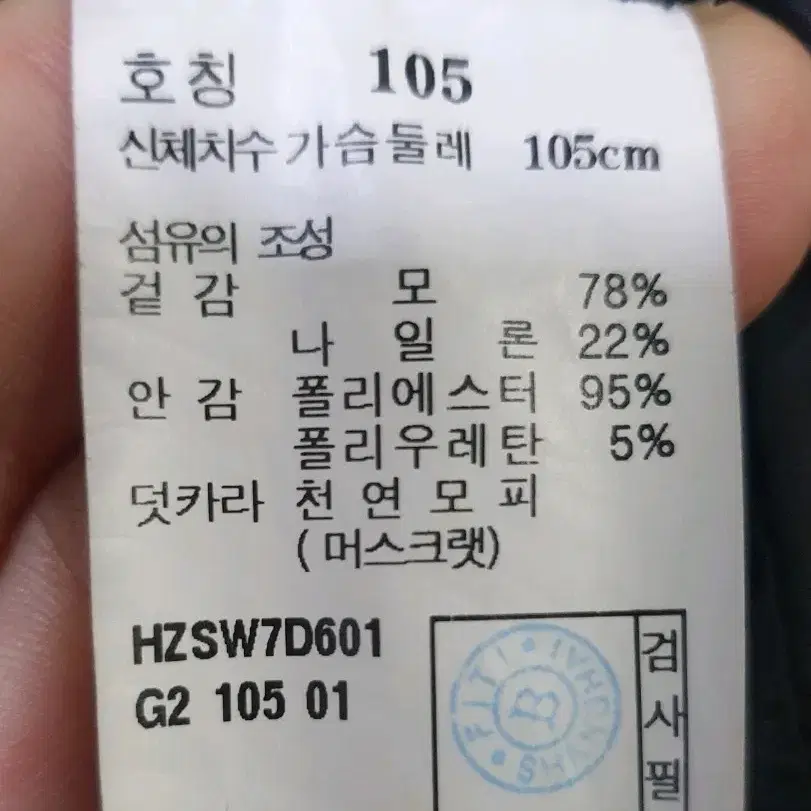 호칭 105
신체치수 가슴둘레 105cm
섬유의 조성
겉감 모 78%
나일론 22%
안감 폴리에스터 95%
폴리우레탄 5%
덧카라 천연모피
(머스크랫)
HZSW7D601
G2 105 01
검사필
FITI
SHANGHAI
B